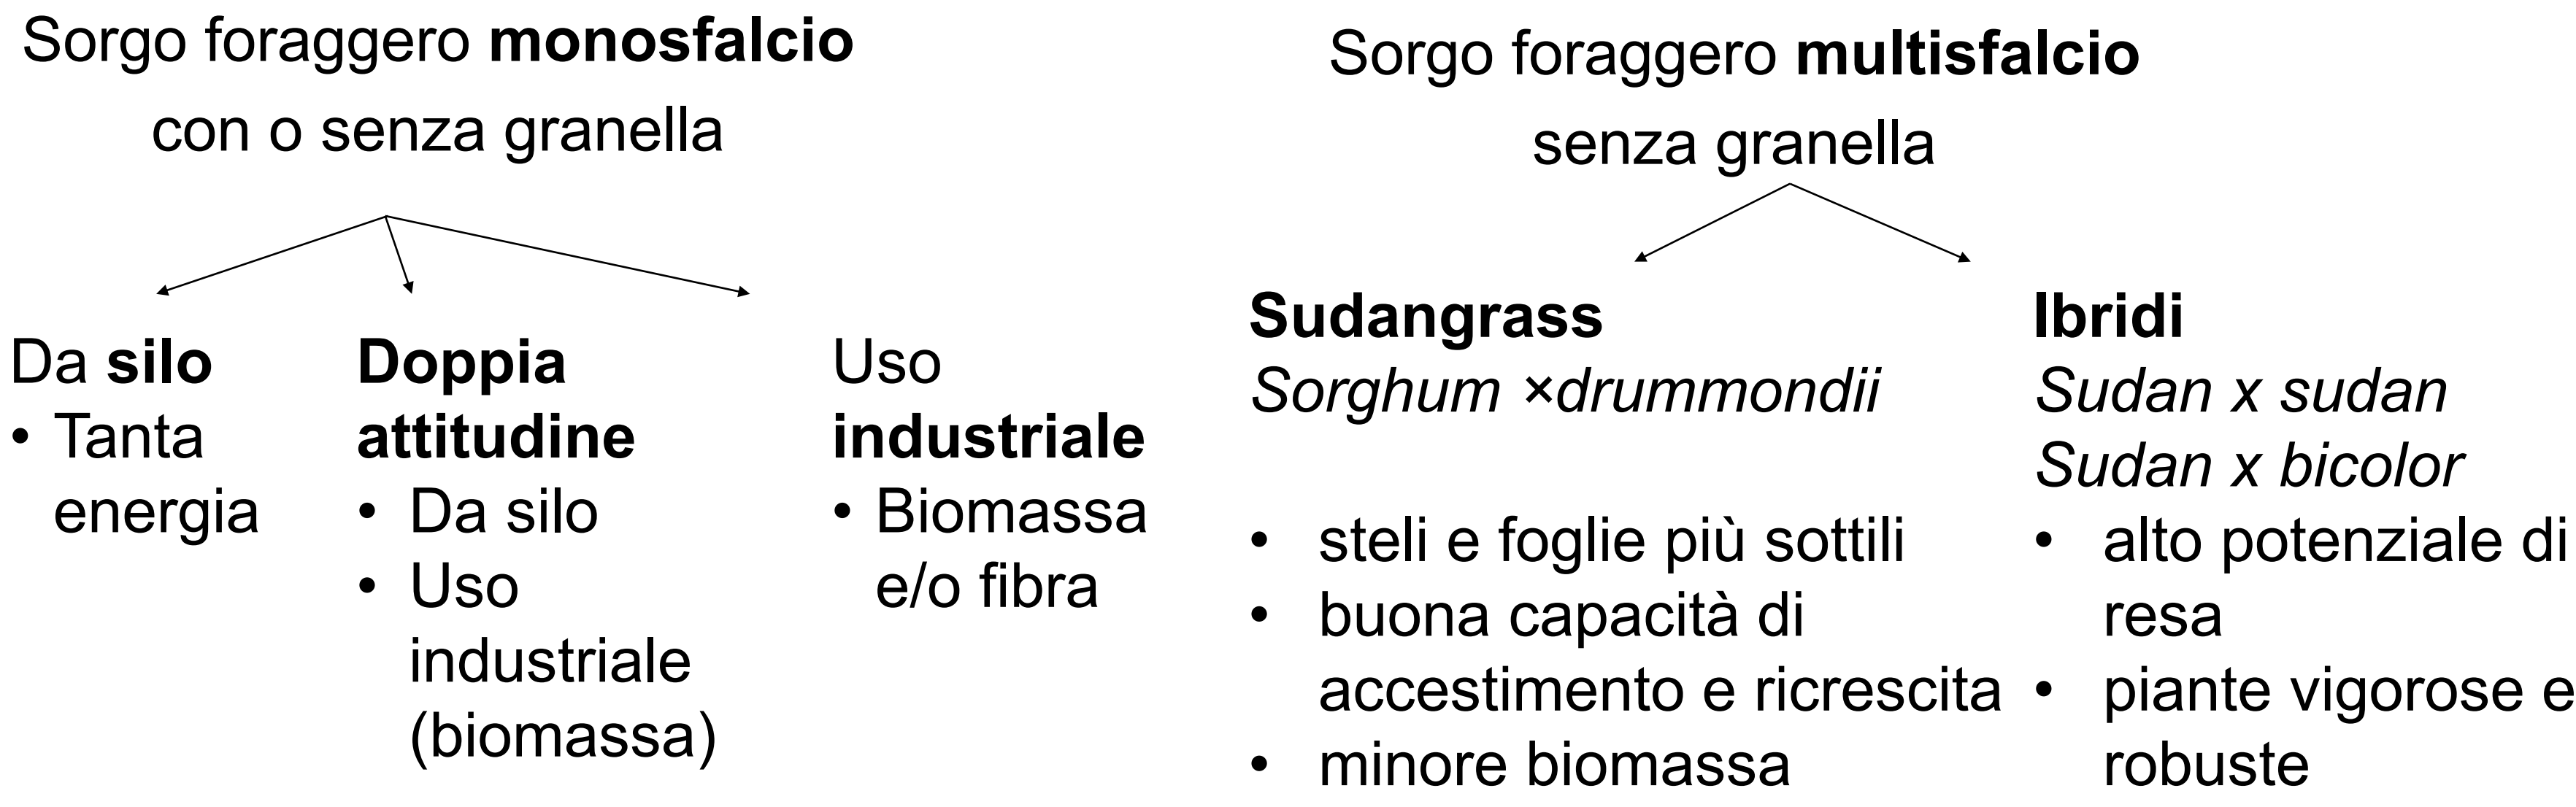 Sorgo foraggero monosfalcio
con o senza granella
Da silo
• Tanta
energia
Doppia
attitudine
• Da silo
• Uso
industriale
(biomassa)
Uso
industriale
• Biomassa
e/o fibra
Sorgo foraggero multisfalcio
senza granella
Sudangrass
Sorghum ×drummondii
• steli e foglie più sottili
• buona capacità di
accestimento e ricrescita
• minore biomassa
Ibridi
Sudan x sudan
Sudan x bicolor
• alto potenziale di
resa
• piante vigorose e
robuste